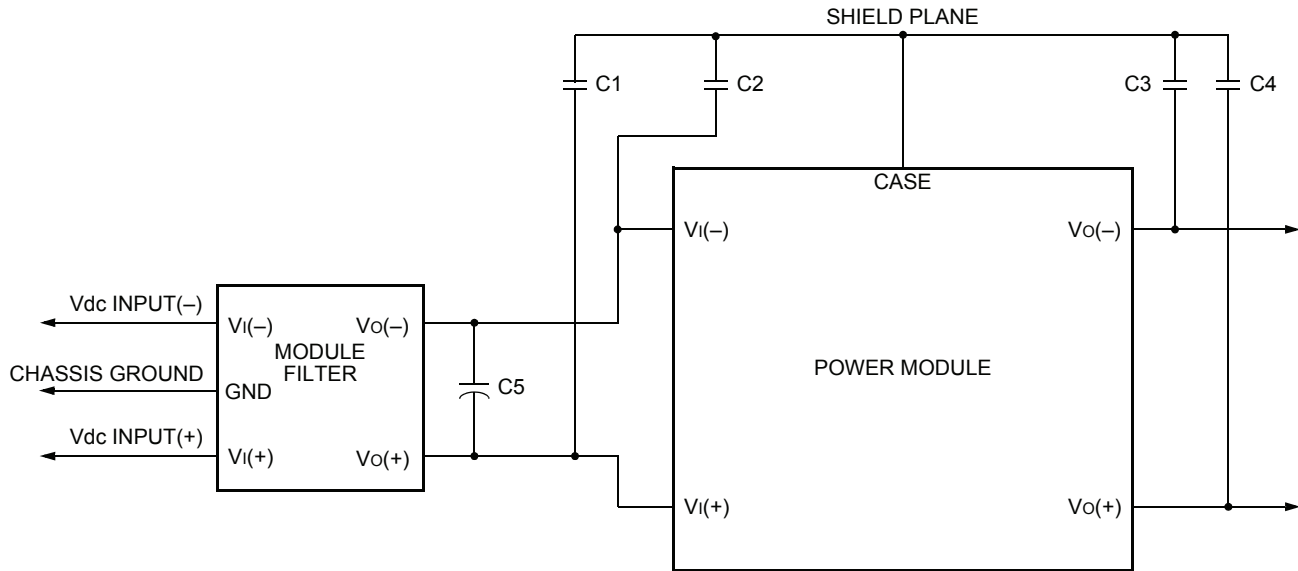 SHIELD PLANE
C1
C2
C3
C4
CASE
VI(–)
VO(–)
Vdc INPUT(–)
VI(–)
VO(–)
MODULE
FILTER
POWER MODULE
CHASSIS GROUND
GND
C5
Vdc INPUT(+)
VI(+)
VO(+)
VI(+)
VO(+)